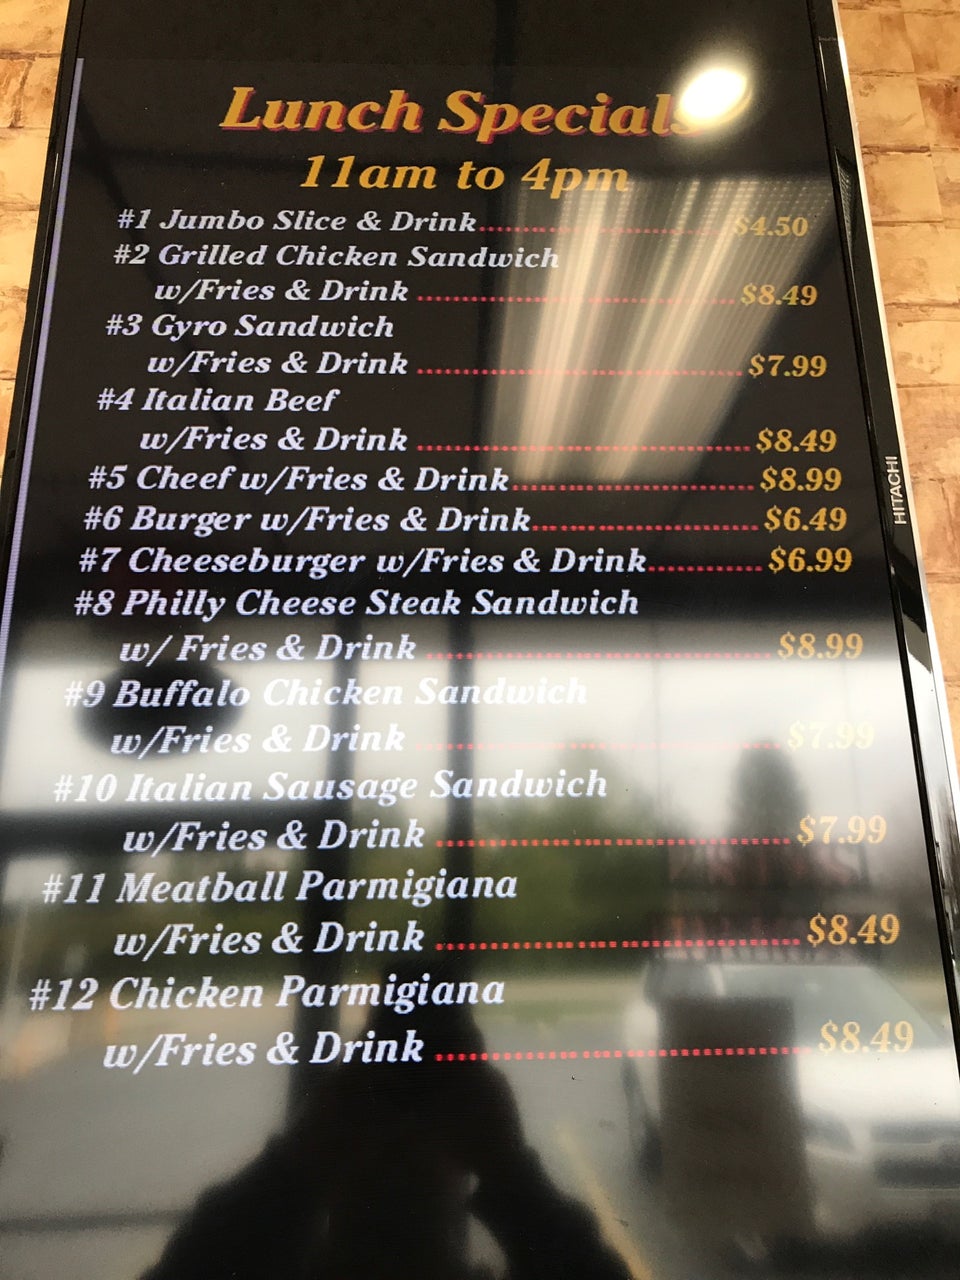 Lunch Specials
11am to 4pm
#1 Jumbo Slice & Drink.............................. $4.50
#2 Grilled Chicken Sandwich
w/Fries & Drink .................................... $8.49
#3 Gyro Sandwich
w/Fries & Drink .................................... $7.99
#4 Italian Beef
w/Fries & Drink .................................... $8.49
#5 Cheef w/Fries & Drink........................... $8.99
#6 Burger w/Fries & Drink......................... $6.49
#7 Cheeseburger w/Fries & Drink............ $6.99
#8 Philly Cheese Steak Sandwich
w/ Fries & Drink .................................... $8.99
#9 Buffalo Chicken Sandwich
w/Fries & Drink .................................... $7.99
#10 Italian Sausage Sandwich
w/Fries & Drink .................................... $7.99
#11 Meatball Parmigiana
w/Fries & Drink .................................... $8.49
#12 Chicken Parmigiana
w/Fries & Drink .................................... $8.49
HITACHI